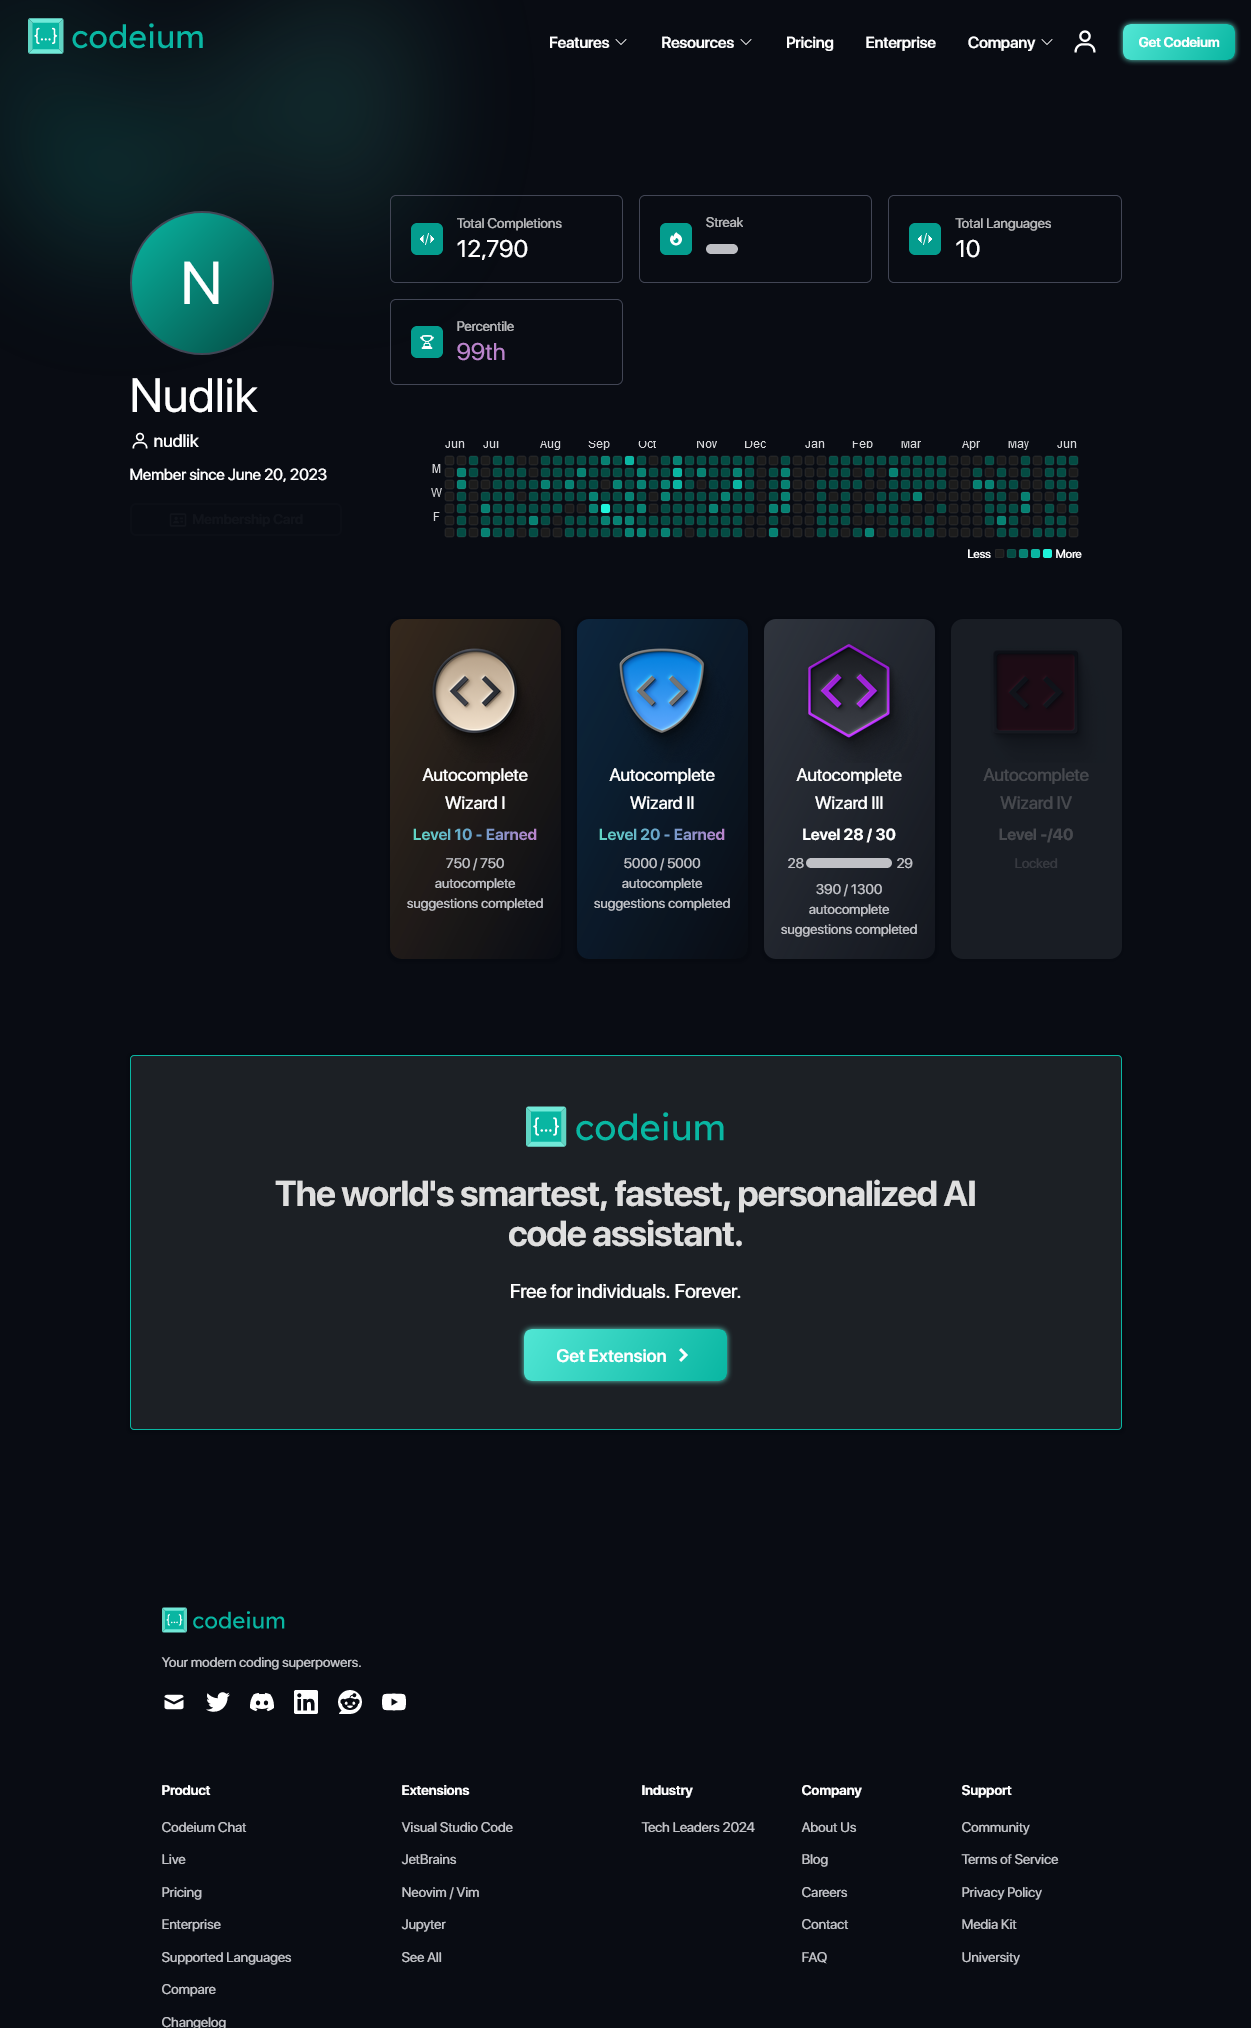 {...} codeium
Features
Resources
Pricing
Enterprise
Company
Get Codeium
N
Nudlik
nudlik
Member since June 20, 2023
Membership Card
Total Completions
12,790
Streak
Total Languages
10
Percentile
99th
Jun Jul Aug Sep Oct Nov Dec Jan Feb Mar Apr May Jun
M
W
F
Less More
Autocomplete
Wizard I
Level 10 - Earned
750 / 750
autocomplete
suggestions completed
Autocomplete
Wizard II
Level 20 - Earned
5000 / 5000
autocomplete
suggestions completed
Autocomplete
Wizard III
Level 28 / 30
28 29
390 / 1300
autocomplete
suggestions completed
Autocomplete
Wizard IV
Level -/40
Locked
{...} codeium
The world's smartest, fastest, personalized AI
code assistant.
Free for individuals. Forever.
Get Extension
{...} codeium
Your modern coding superpowers.
Product
Codeium Chat
Live
Pricing
Enterprise
Supported Languages
Compare
Changelog
Extensions
Visual Studio Code
JetBrains
Neovim / Vim
Jupyter
See All
Industry
Tech Leaders 2024
Company
About Us
Blog
Careers
Contact
FAQ
Support
Community
Terms of Service
Privacy Policy
Media Kit
University